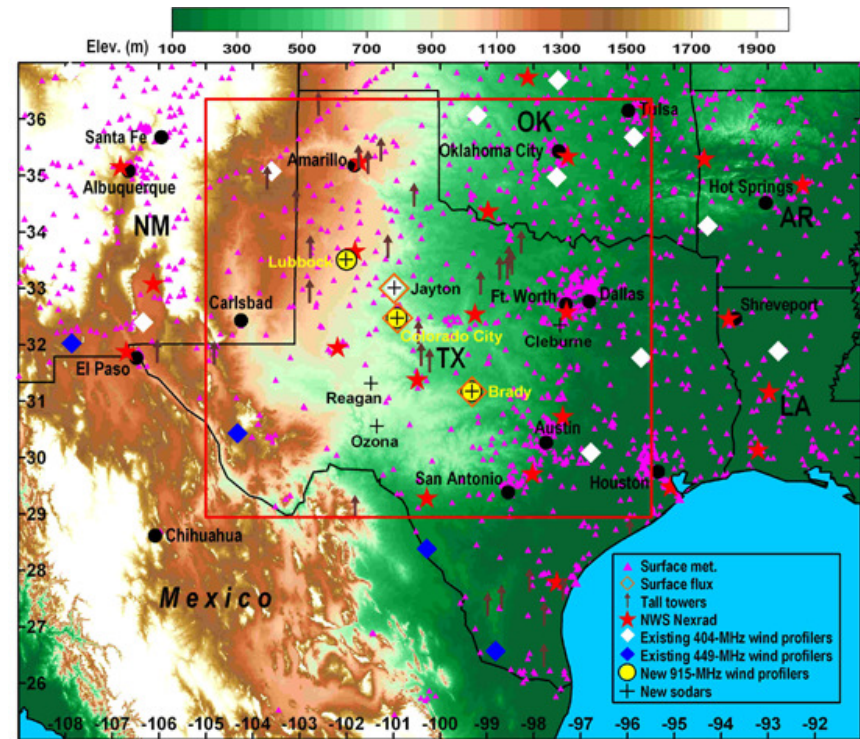 Elev. (m) 100 300 500 700 900 1100 1300 1500 1700 1900
36
35
34
33
32
31
30
29
28
27
26
Tulsa
Santa Fe
OK
Amarillo
Oklahoma City
Albuquerque
Hot Springs
NM
AR
Lubbock
Jayton
Carlsbad
Ft. Worth
Dallas
Shreveport
Colorado City
Cleburne
El Paso
TX
Reagan
Brady
LA
Ozona
Austin
San Antonio
Houston
Chihuahua
Mexico
Surface met.
Surface flux
Tall towers
NWS Nexrad
Existing 404-MHz wind profilers
Existing 449-MHz wind profilers
New 915-MHz wind profilers
New sodars
-108 -107 -106 -105 -104 -103 -102 -101 -100 -99 -98 -97 -96 -95 -94 -93 -92